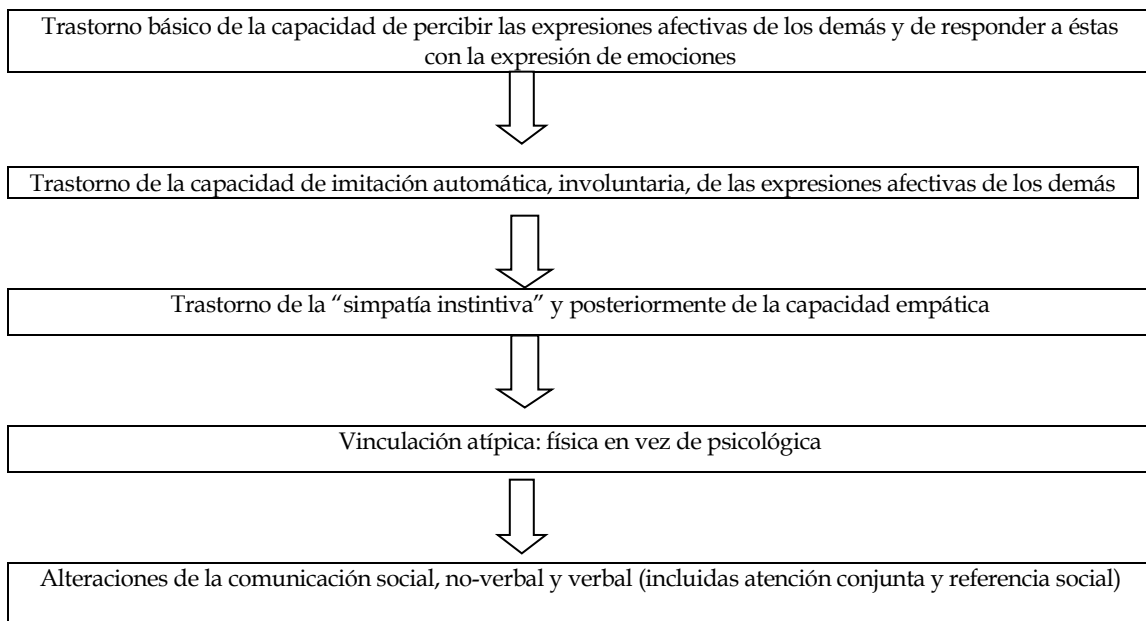 Trastorno básico de la capacidad de percibir las expresiones afectivas de los demás y de responder a éstas
con la expresión de emociones
Trastorno de la capacidad de imitación automática, involuntaria, de las expresiones afectivas de los demás
Trastorno de la “simpatía instintiva” y posteriormente de la capacidad empática
Vinculación atípica: física en vez de psicológica
Alteraciones de la comunicación social, no-verbal y verbal (incluidas atención conjunta y referencia social)